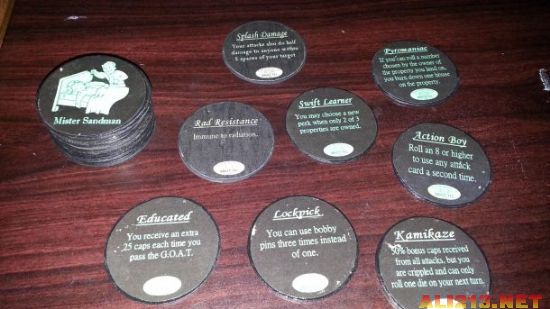 Mister Sandman
Splash Damage
Your attacks also do half
damage to anyone within
5 spaces of your target
Pyromaniac
If you can roll a number
chosen by the owner of
the property you land on,
you burn down one house
on the property.
Rad Resistance
Immune to radiation.
Swift Learner
You may choose a new
perk when only 2 of 3
properties are owned.
Action Boy
Roll an 8 or higher
to use any attack
card a second time.
Educated
You receive an extra
25 caps each time you
pass the G.O.A.T.
Lockpick
You can use bobby
pins three times instead
of one.
Kamikaze
50% bonus caps received
from all attacks, but you
are crippled and can only
roll one die on your next turn.
ALI213.NET